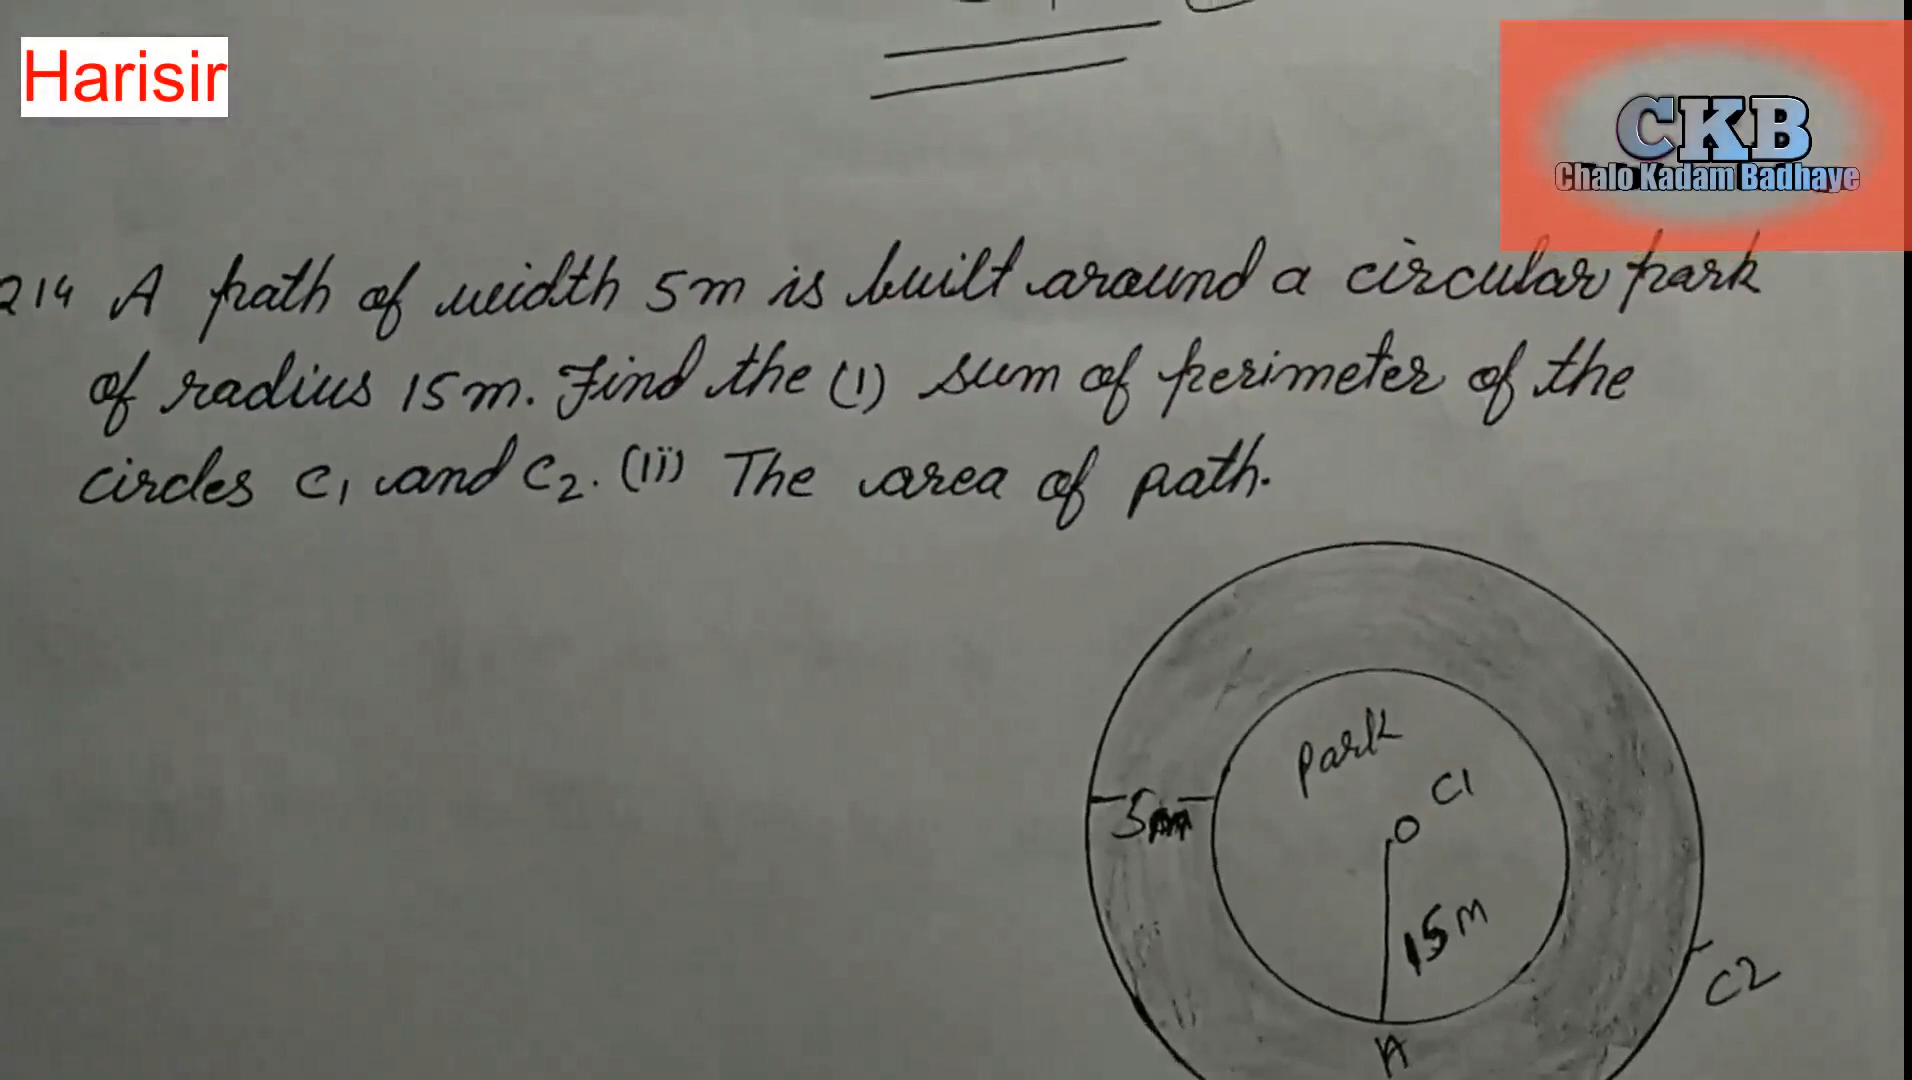 Harisir
CKB
Chalo Kadam Badhaye
214 A path of width 5m is built around a circular park
of radius 15m. Find the (1) sum of perimeter of the
circles C1 and C2. (11) The area of path.
Park
C1
5m
O
15m
C2
A